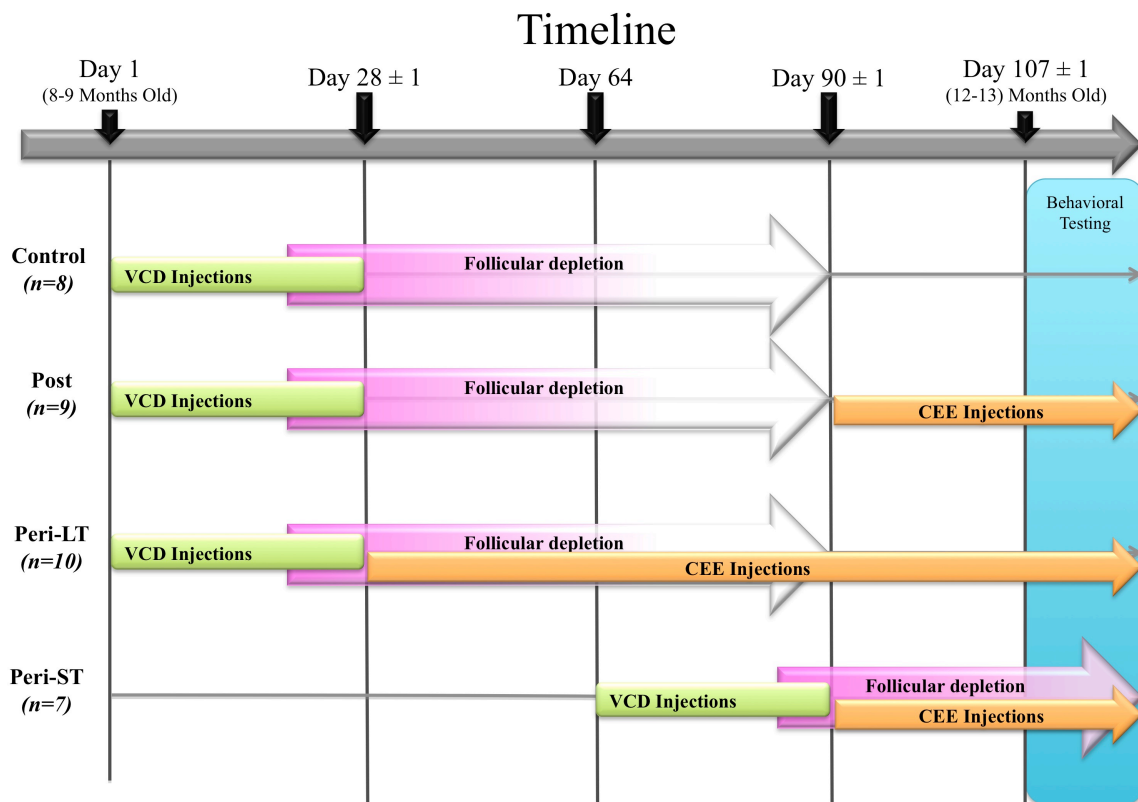 Timeline
Day 1
(8-9 Months Old)
Day 28 ± 1
Day 64
Day 90 ± 1
Day 107 ± 1
(12-13) Months Old)
Behavioral
Testing
Control
(n=8)
VCD Injections
Follicular depletion
Post
(n=9)
VCD Injections
Follicular depletion
CEE Injections
Peri-LT
(n=10)
VCD Injections
Follicular depletion
CEE Injections
Peri-ST
(n=7)
VCD Injections
Follicular depletion
CEE Injections